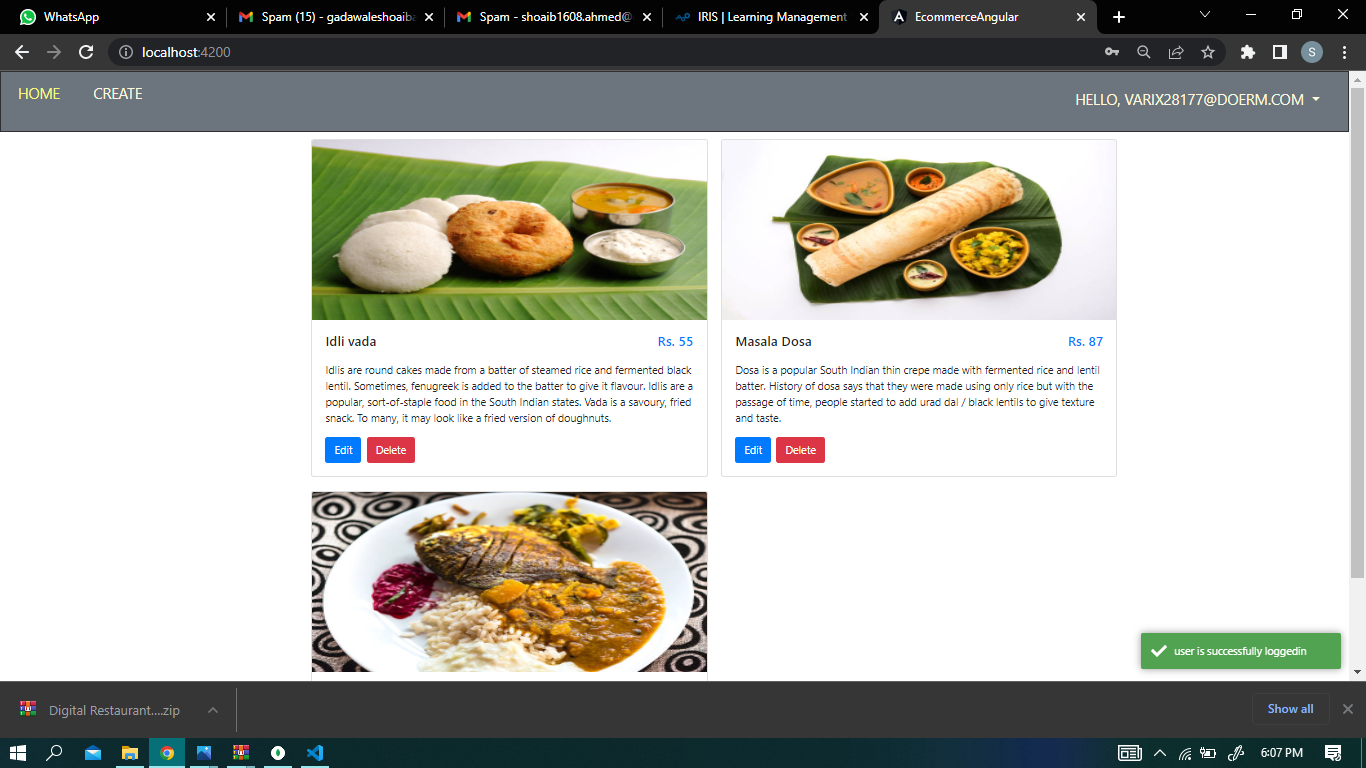 WhatsApp
Spam (15) - gadawaleshoaiba
Spam - shoaib1608.ahmed@
IRIS | Learning Management
EcommerceAngular
localhost:4200
S
HOME
CREATE
HELLO, VARIX28177@DOERM.COM
Idli vada
Rs. 55
Idlis are round cakes made from a batter of steamed rice and fermented black
lentil. Sometimes, fenugreek is added to the batter to give it flavour. Idlis are a
popular, sort-of-staple food in the South Indian states. Vada is a savoury, fried
snack. To many, it may look like a fried version of doughnuts.
Edit
Delete
Masala Dosa
Rs. 87
Dosa is a popular South Indian thin crepe made with fermented rice and lentil
batter. History of dosa says that they were made using only rice but with the
passage of time, people started to add urad dal / black lentils to give texture
and taste.
Edit
Delete
user is successfully loggedin
Digital Restaurant....zip
Show all
6:07 PM